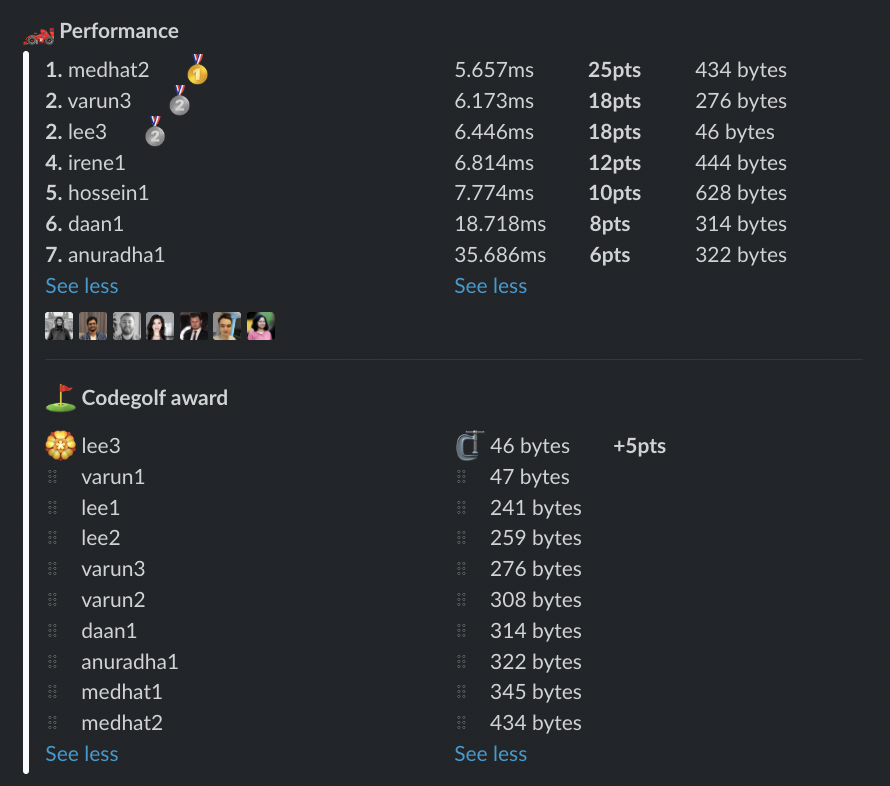 Performance
1. medhat2 5.657ms 25pts 434 bytes
2. varun3 6.173ms 18pts 276 bytes
2. lee3 6.446ms 18pts 46 bytes
4. irene1 6.814ms 12pts 444 bytes
5. hossein1 7.774ms 10pts 628 bytes
6. daan1 18.718ms 8pts 314 bytes
7. anuradha1 35.686ms 6pts 322 bytes
See less See less
Codegolf award
lee3 46 bytes +5pts
varun1 47 bytes
lee1 241 bytes
lee2 259 bytes
varun3 276 bytes
varun2 308 bytes
daan1 314 bytes
anuradha1 322 bytes
medhat1 345 bytes
medhat2 434 bytes
See less See less